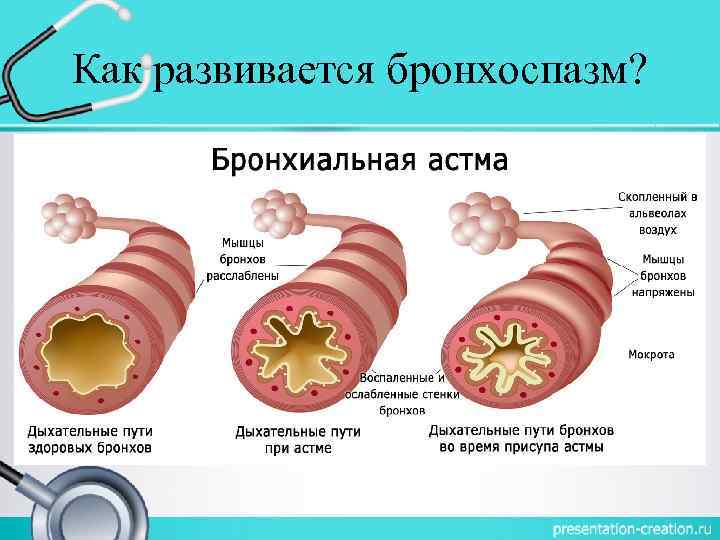 Как развивается бронхоспазм?
Бронхиальная астма
Скопленный в
альвеолах
воздух
Мышцы
бронхов
расслаблены
Мышцы
бронхов
напряжены
Мокрота
Воспаленные и
ослабленные стенки
бронхов
Дыхательные пути
здоровых бронхов
Дыхательные пути
при астме
Дыхательные пути бронхов
во время присупа астмы
presentation-creation.ru